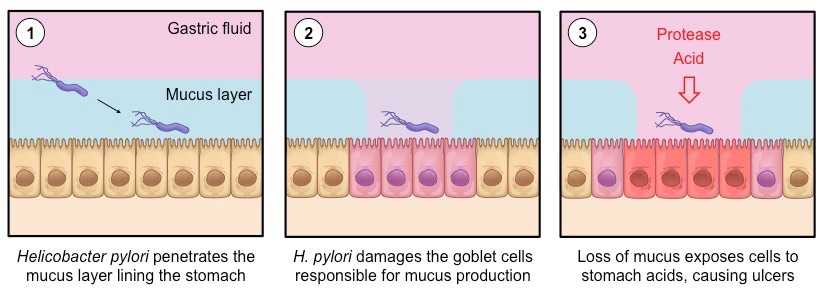 1
Gastric fluid
Mucus layer
Helicobacter pylori penetrates the
mucus layer lining the stomach
2
H. pylori damages the goblet cells
responsible for mucus production
3
Protease
Acid
Loss of mucus exposes cells to
stomach acids, causing ulcers